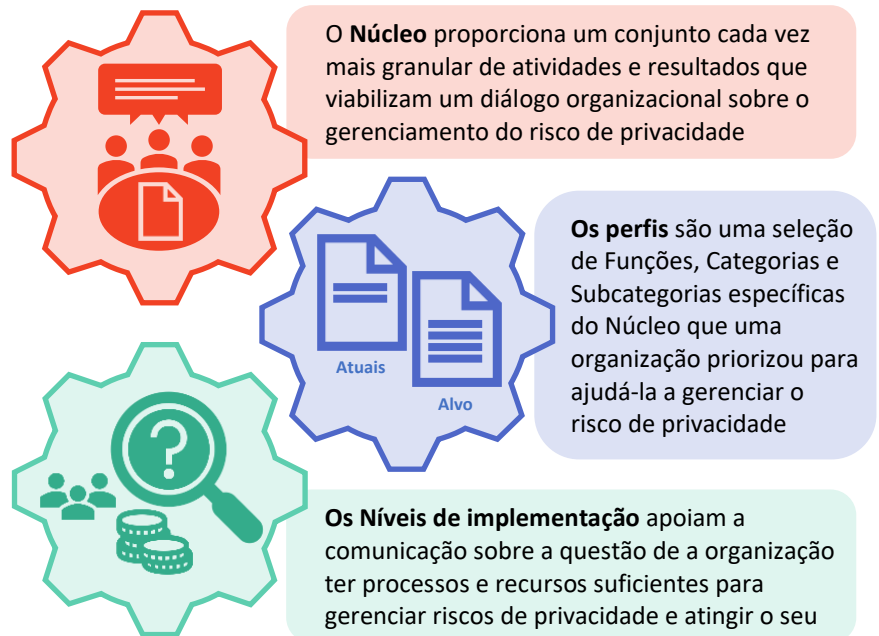 O Núcleo proporciona um conjunto cada vez
mais granular de atividades e resultados que
viabilizam um diálogo organizacional sobre o
gerenciamento do risco de privacidade
Os perfis são uma seleção
de Funções, Categorias e
Subcategorias específicas
do Núcleo que uma
organização priorizou para
ajudá-la a gerenciar o
risco de privacidade
Atuais
Alvo
?
Os Níveis de implementação apoiam a
comunicação sobre a questão de a organização
ter processos e recursos suficientes para
gerenciar riscos de privacidade e atingir o seu